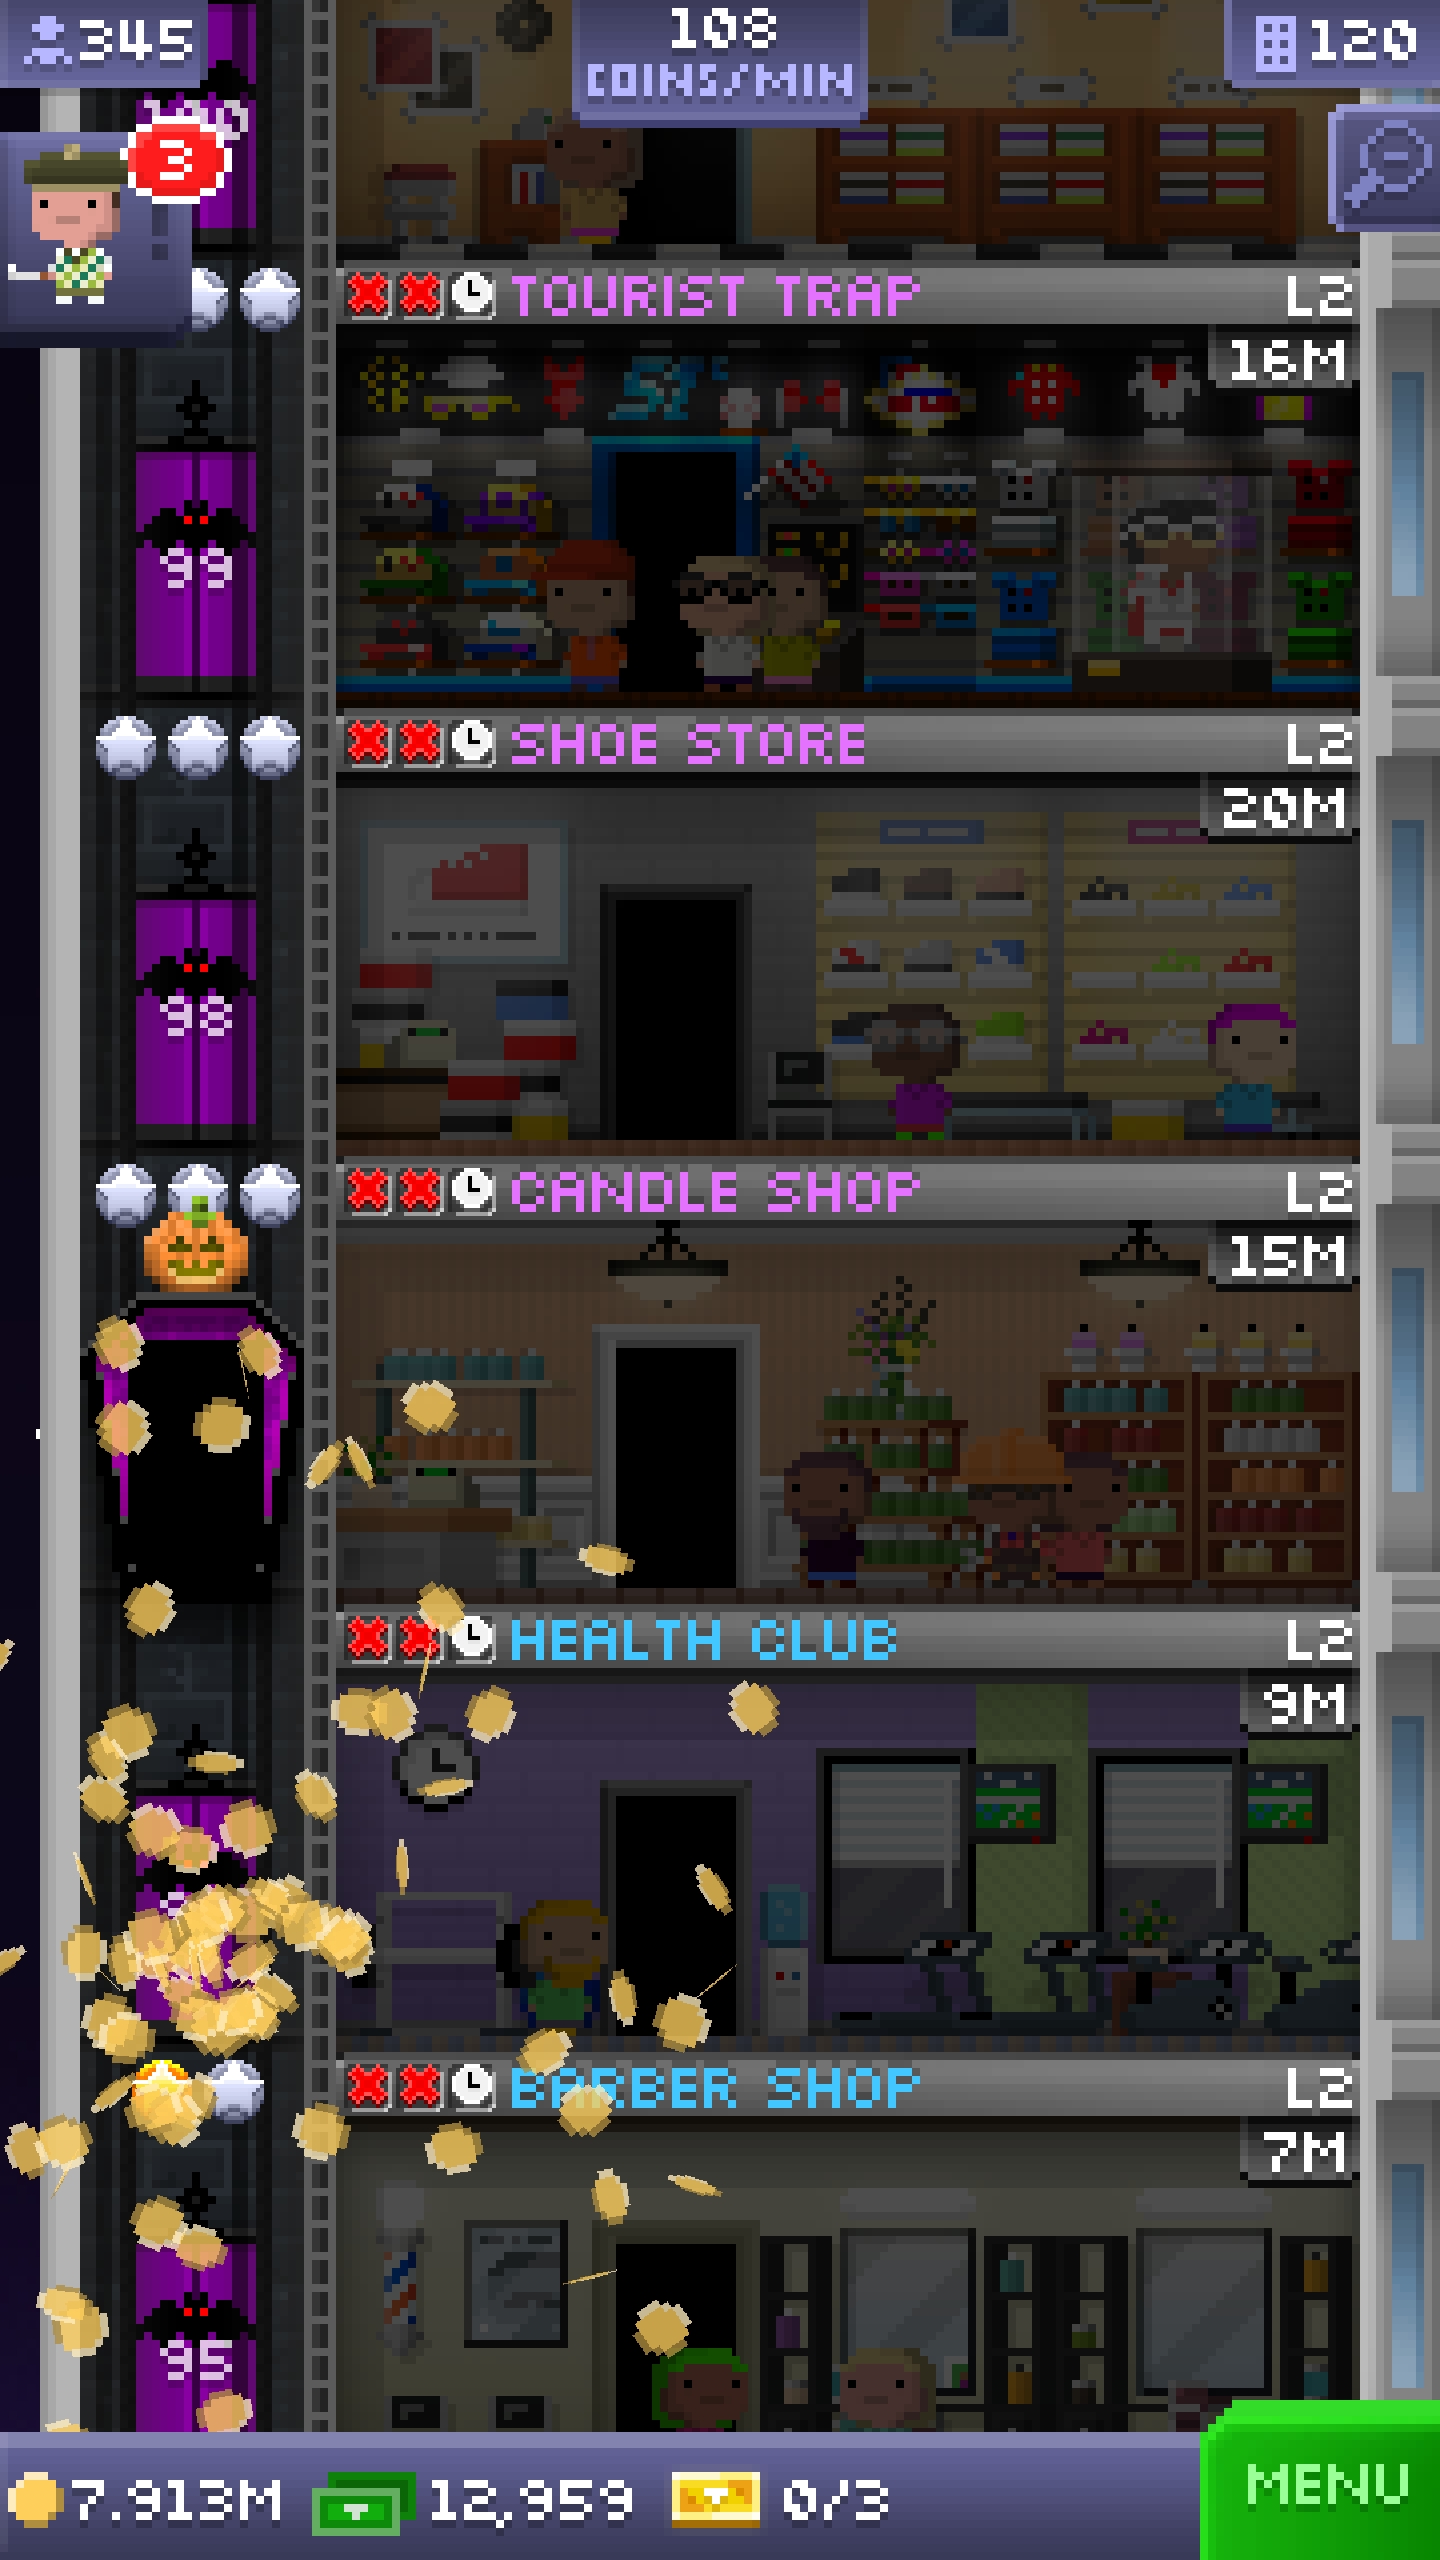 345
108
COINS/MIN
120
3
TOURIST TRAP L2
16M
99
SHOE STORE L2
20M
98
CANDLE SHOP L2
15M
HEALTH CLUB L2
9M
BARBER SHOP L2
7M
95
7.913M 12,959 0/3
MENU